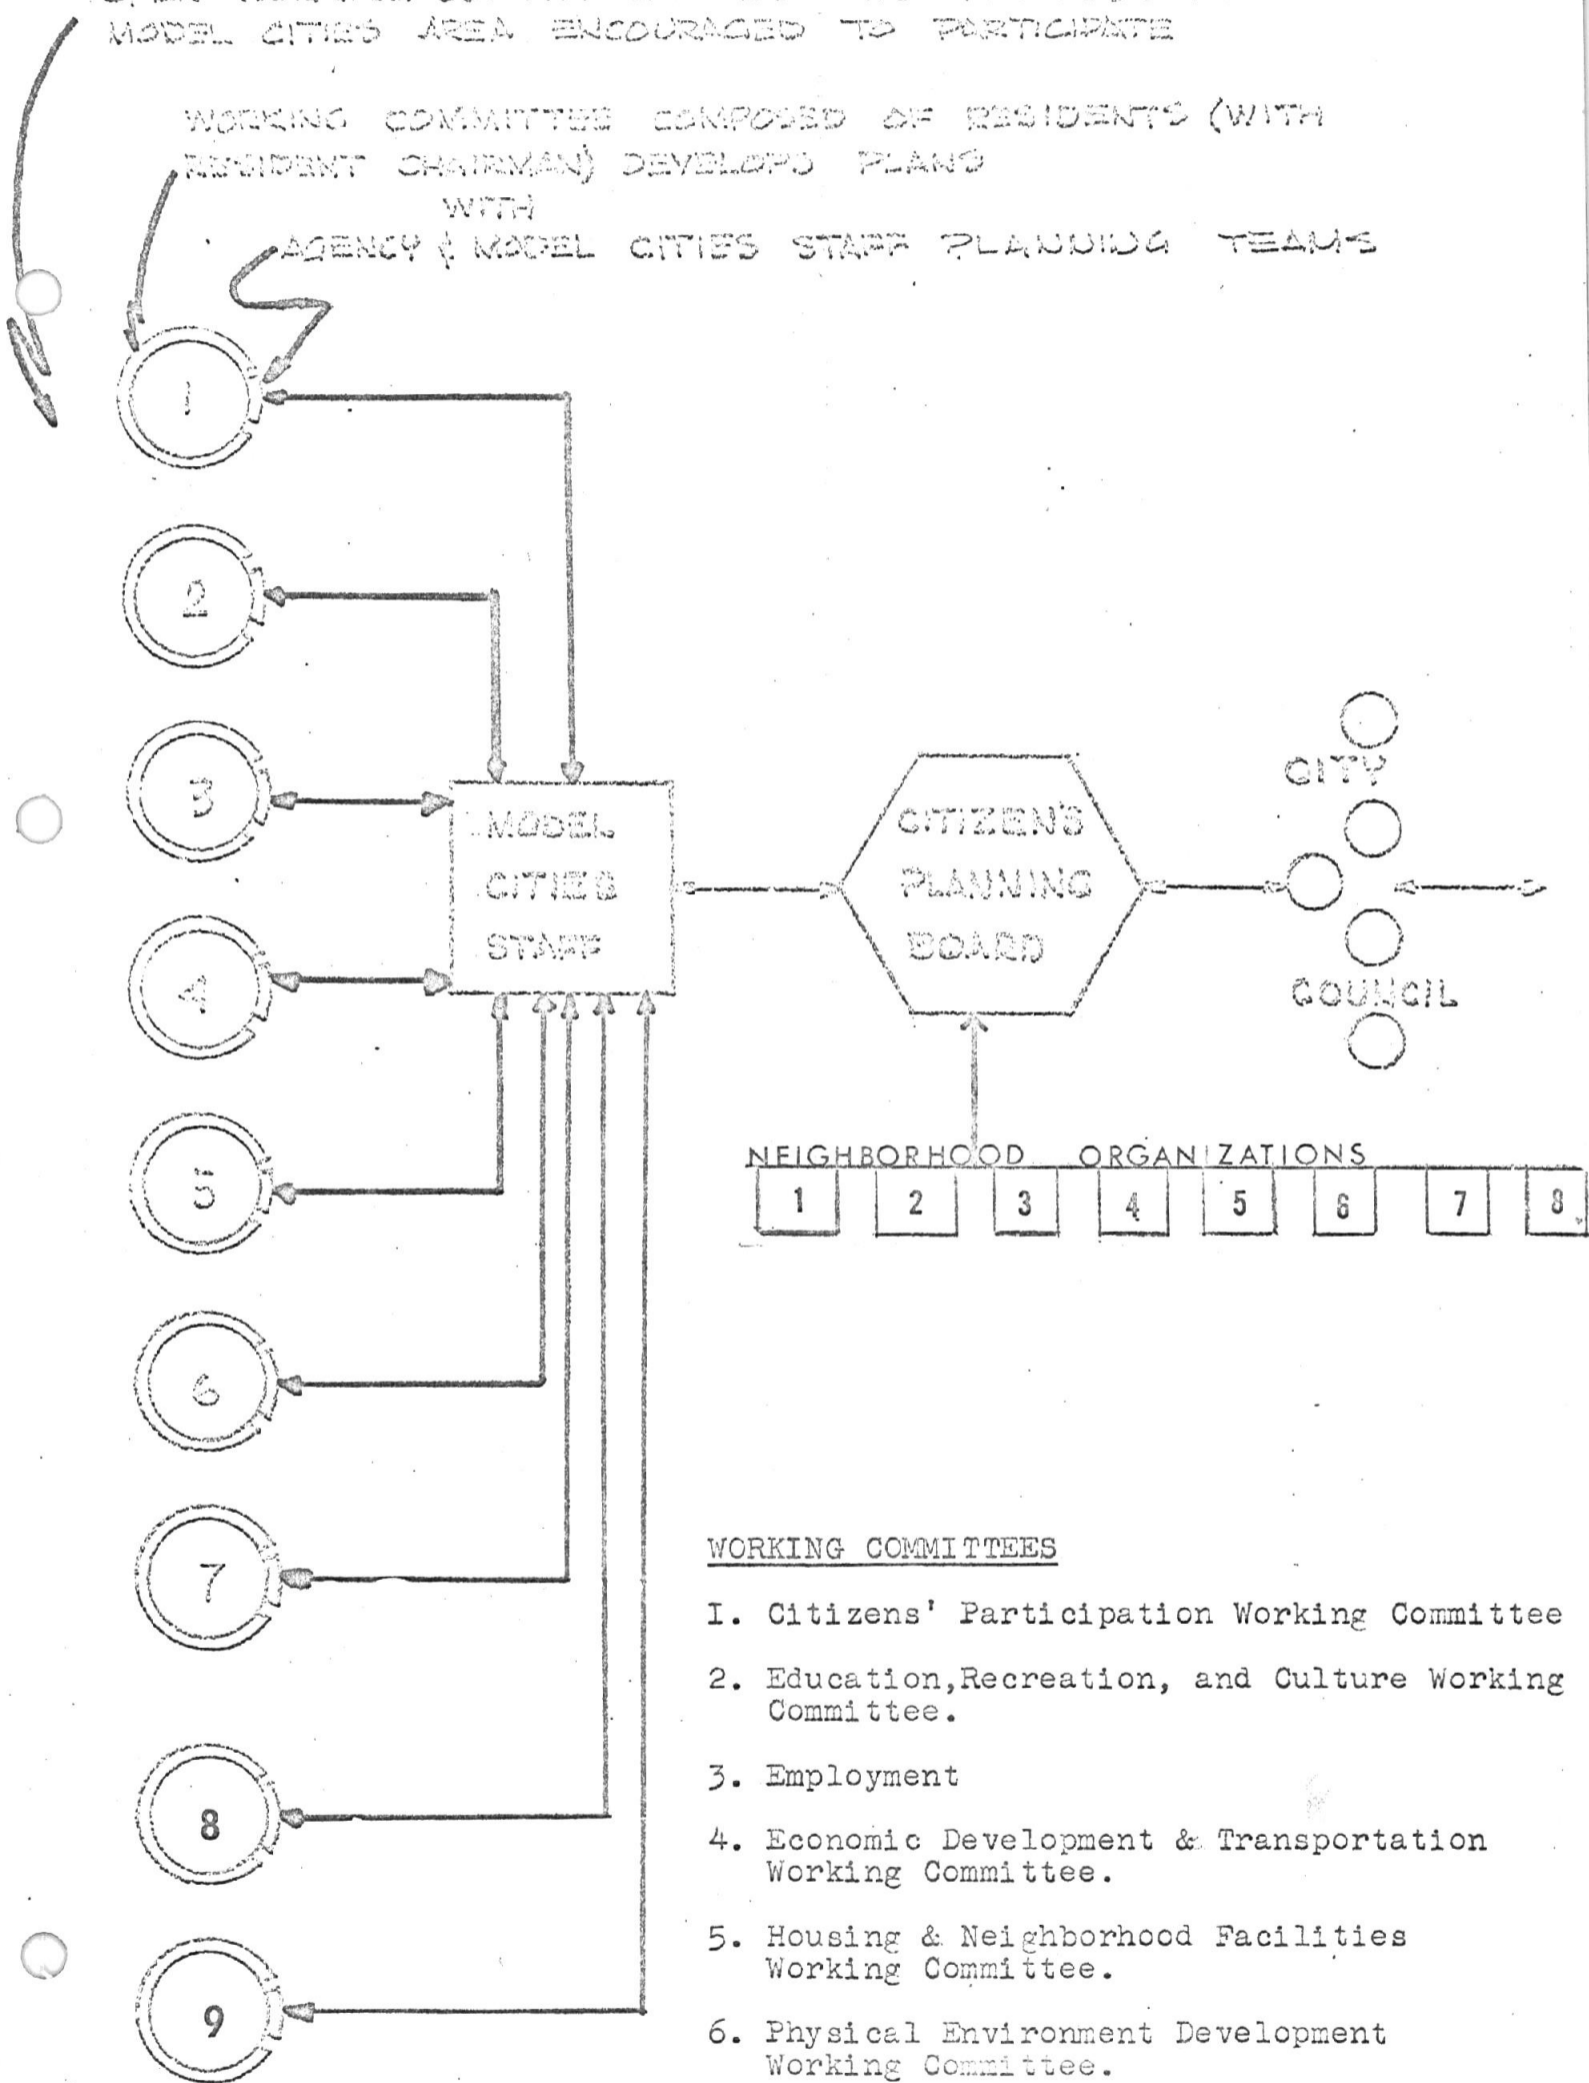 MODEL CITIES AREA ENCOURAGED TO PARTICIPATE
WORKING COMMITTEE COMPOSED OF RESIDENTS (WITH
RESIDENT CHAIRMAN) DEVELOPS PLANS
WITH
AGENCY & MODEL CITIES STAFF PLANNING TEAMS
1
2
3
4
5
6
7
8
9
MODEL
CITIES
STAFF
CITIZEN'S
PLANNING
BOARD
CITY
COUNCIL
NEIGHBORHOOD ORGANIZATIONS
1 2 3 4 5 6 7 8
WORKING COMMITTEES
I. Citizens' Participation Working Committee
2. Education,Recreation, and Culture Working
Committee.
3. Employment
4. Economic Development & Transportation
Working Committee.
5. Housing & Neighborhood Facilities
Working Committee.
6. Physical Environment Development
Working Committee.